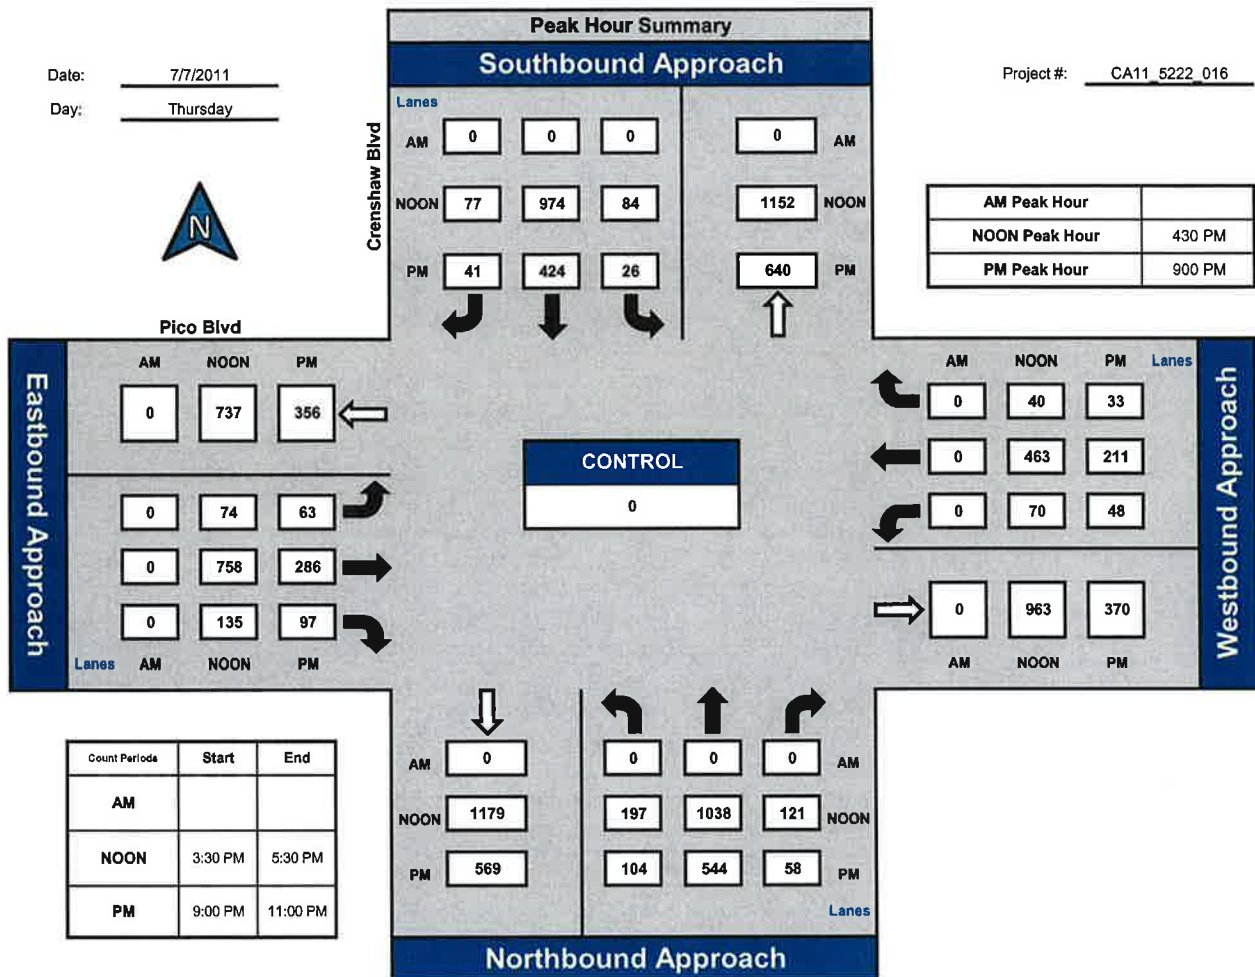 Peak Hour Summary
Southbound Approach
Date: 7/7/2011
Day: Thursday
Project #: CA11_5222_016
N
Crenshaw Blvd
Lanes
AM 0 0 0 0 AM
NOON 77 974 84 1152 NOON
PM 41 424 26 640 PM
AM Peak Hour
NOON Peak Hour 430 PM
PM Peak Hour 900 PM
Pico Blvd
Eastbound Approach
AM NOON PM
0 737 356
0 74 63
0 758 286
0 135 97
Lanes AM NOON PM
CONTROL
0
AM NOON PM Lanes
0 40 33
0 463 211
0 70 48
0 963 370
AM NOON PM
Westbound Approach
Count Periods Start End
AM
NOON 3:30 PM 5:30 PM
PM 9:00 PM 11:00 PM
AM 0 0 0 0 AM
NOON 1179 197 1038 121 NOON
PM 569 104 544 58 PM
Lanes
Northbound Approach